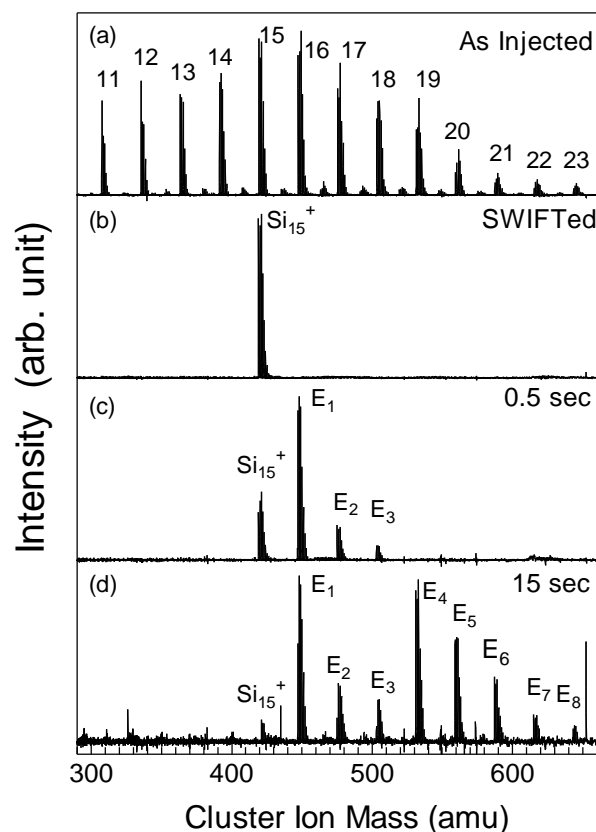 (a) As Injected
11 12 13 14 15 16 17 18 19 20 21 22 23
(b) Si₁₅⁺ SWIFTed
(c) E₁ 0.5 sec
Si₁₅⁺ E₂ E₃
(d) E₁ E₄ 15 sec
Si₁₅⁺ E₂ E₃ E₅ E₆ E₇ E₈
300 400 500 600
Cluster Ion Mass (amu)
Intensity (arb. unit)